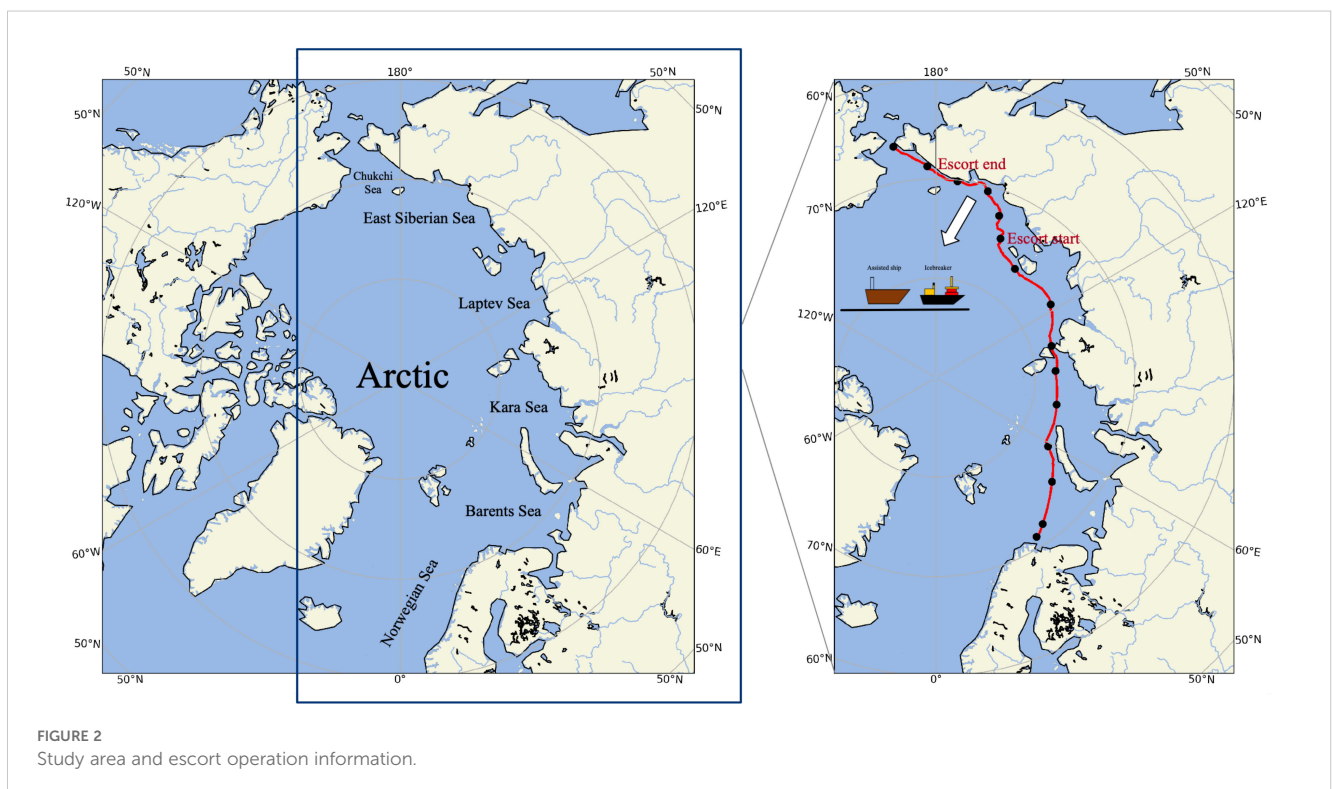 50°N
180°
50°N
50°N
50°N
120°W
120°E
Chukchi
Sea
East Siberian Sea
Laptev Sea
Arctic
Kara Sea
Barents Sea
Norwegian Sea
60°W
60°E
50°N
50°N
50°N
0°
50°N
180°
50°N
60°N
50°N
70°N
120°E
Escort end
Escort start
Assisted ship
Icebreaker
120°W
60°W
70°N
60°E
60°N
50°N
0°
50°N
FIGURE 2
Study area and escort operation information.